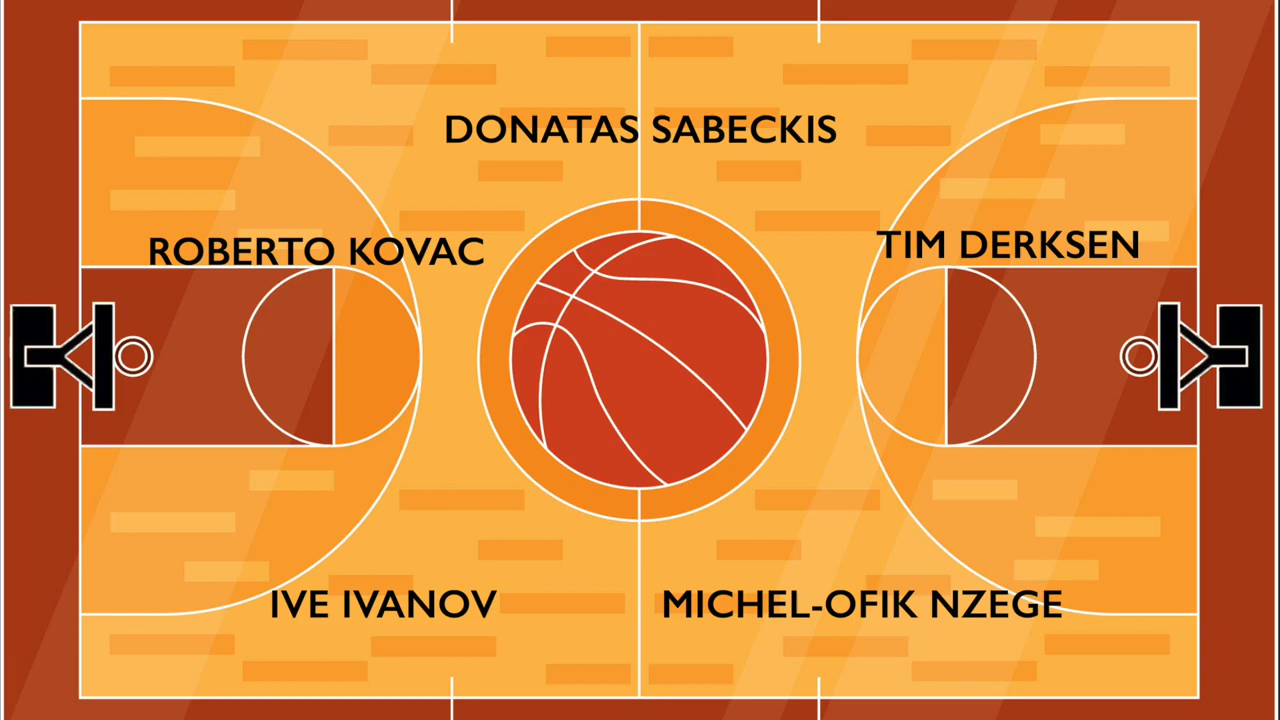 DONATAS SABECKIS
ROBERTO KOVAC
TIM DERKSEN
IVE IVANOV
MICHEL-OFIK NZEGE